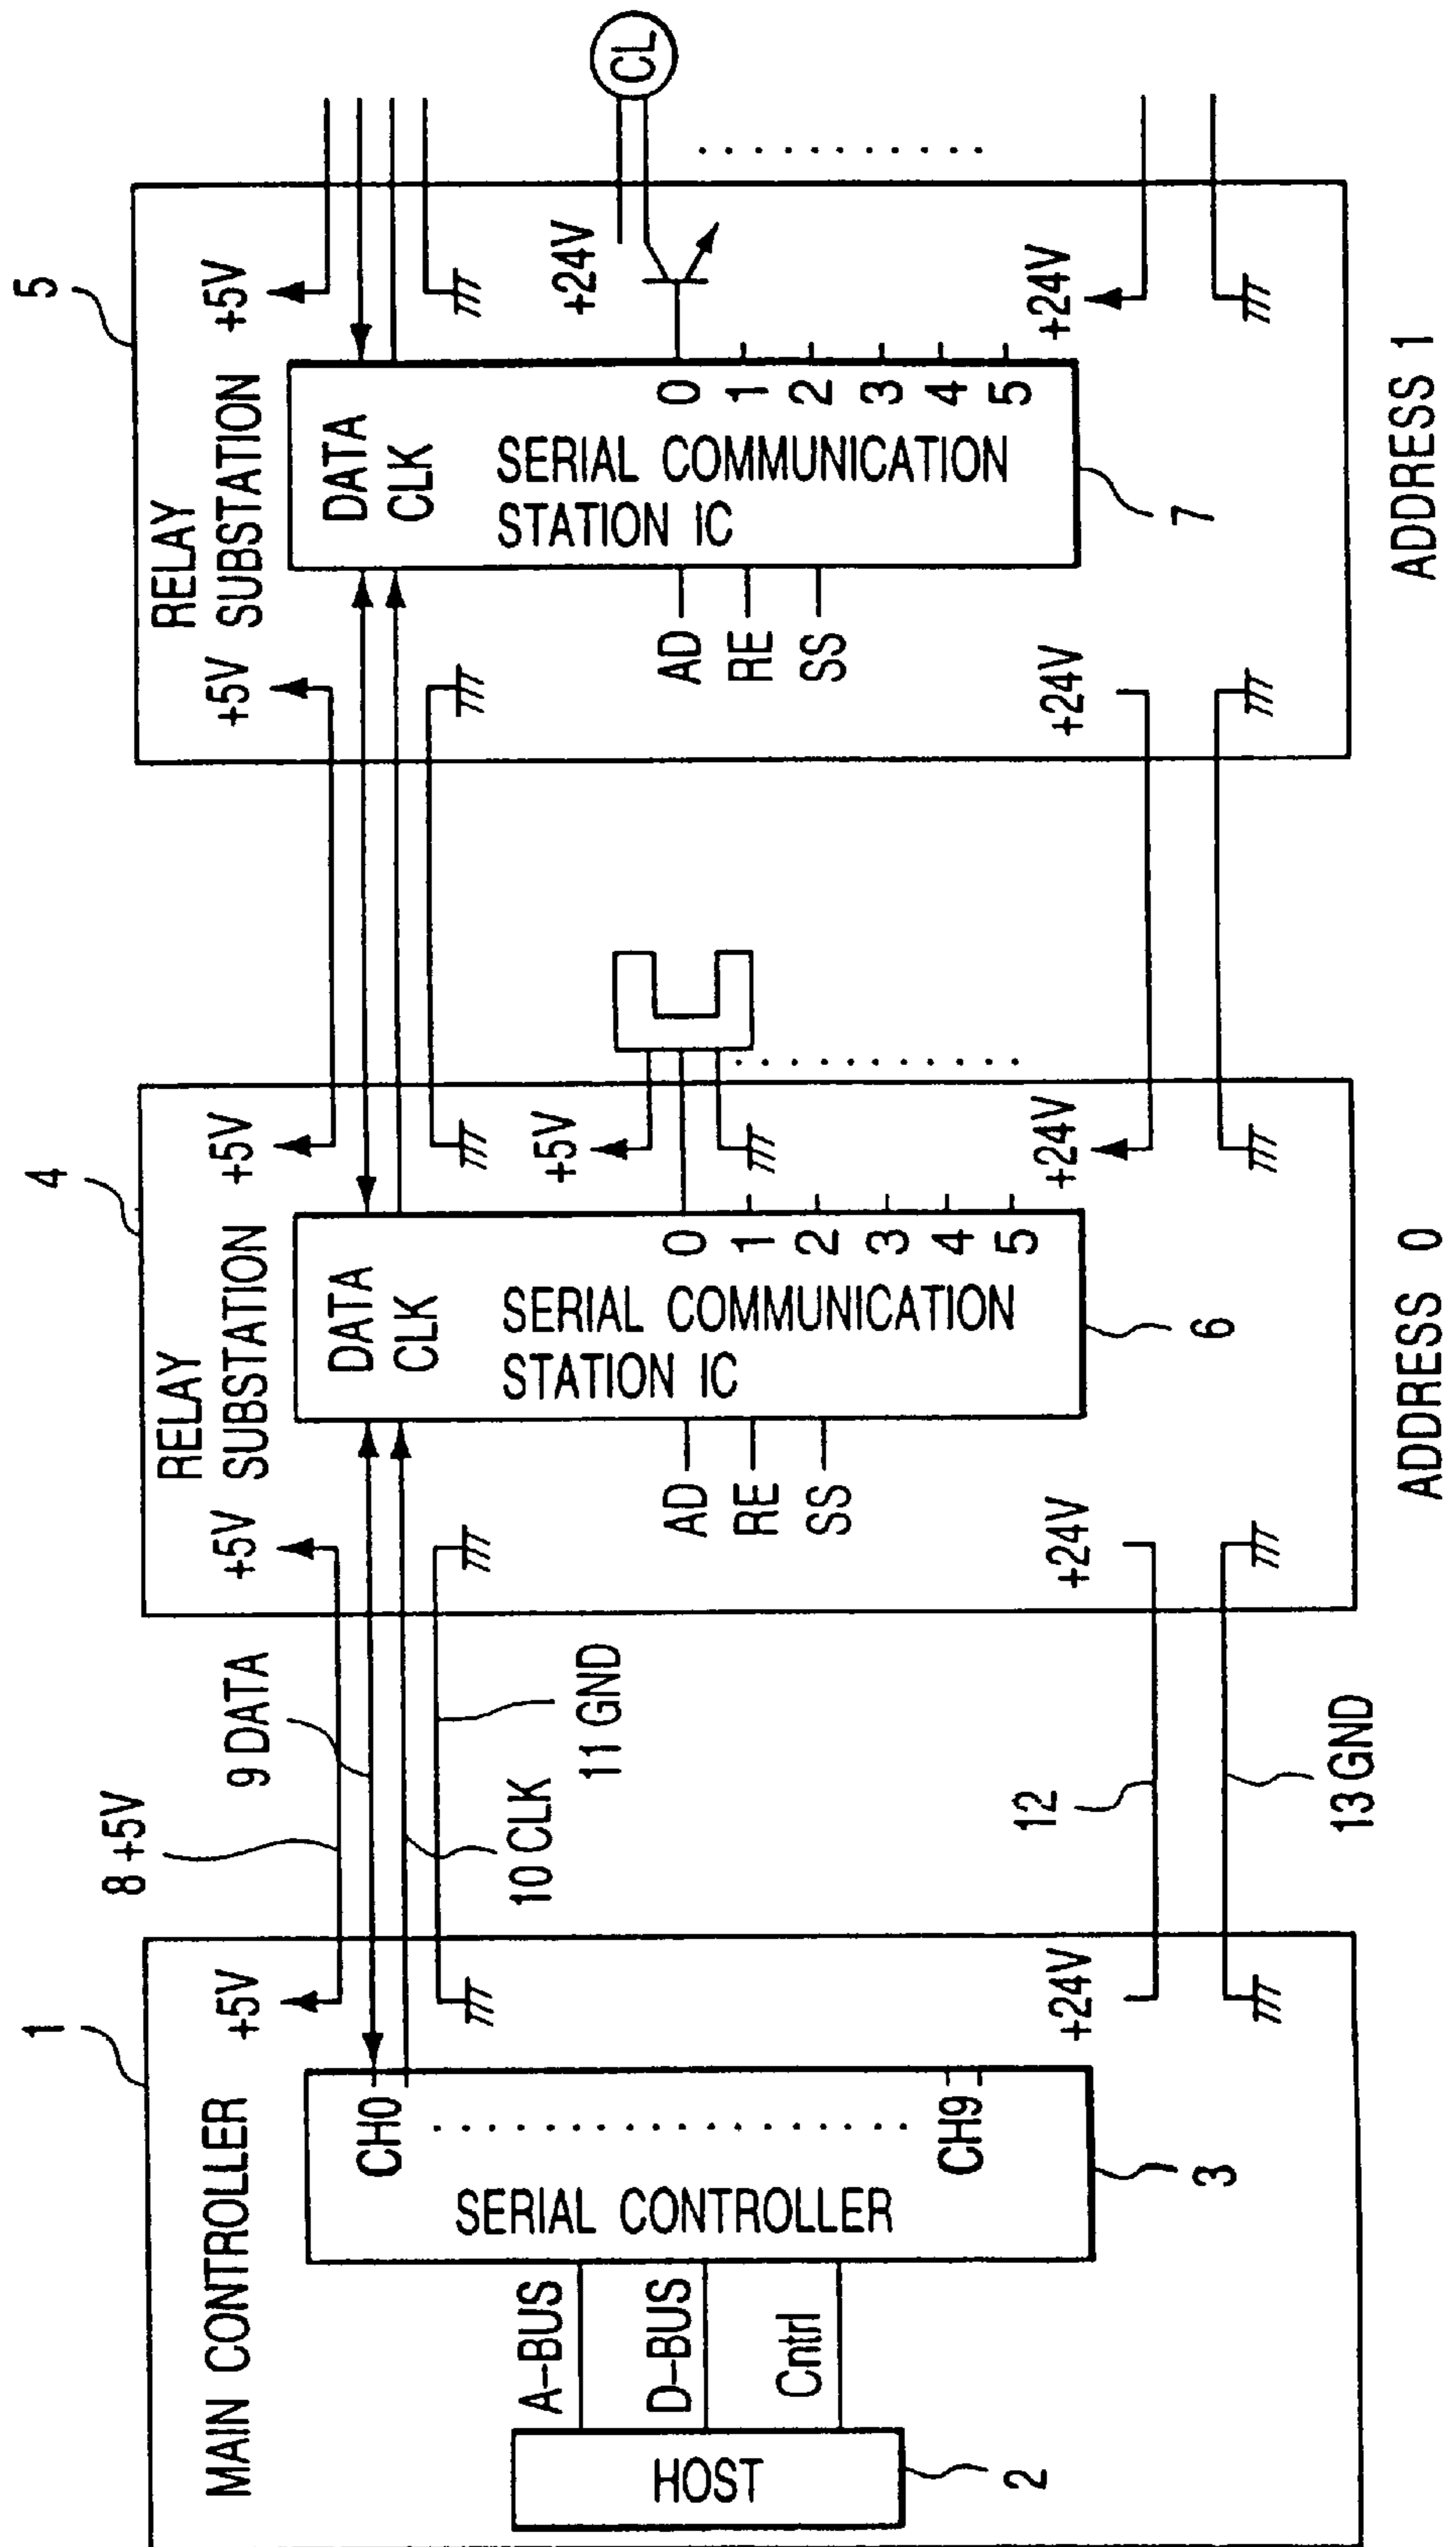 1
MAIN CONTROLLER
+5V
HOST
2
A-BUS
D-BUS
Cntrl
SERIAL CONTROLLER
CH0
CH9
3
+24V
8 +5V
9 DATA
10 CLK
11 GND
12
13 GND
4
RELAY
SUBSTATION
+5V
+5V
DATA
CLK
SERIAL COMMUNICATION
STATION IC
AD
RE
SS
0
1
2
3
4
5
+5V
+24V
+24V
6
ADDRESS 0
5
RELAY
SUBSTATION
+5V
+5V
DATA
CLK
SERIAL COMMUNICATION
STATION IC
AD
RE
SS
0
1
2
3
4
5
+24V
CL
+24V
+24V
7
ADDRESS 1